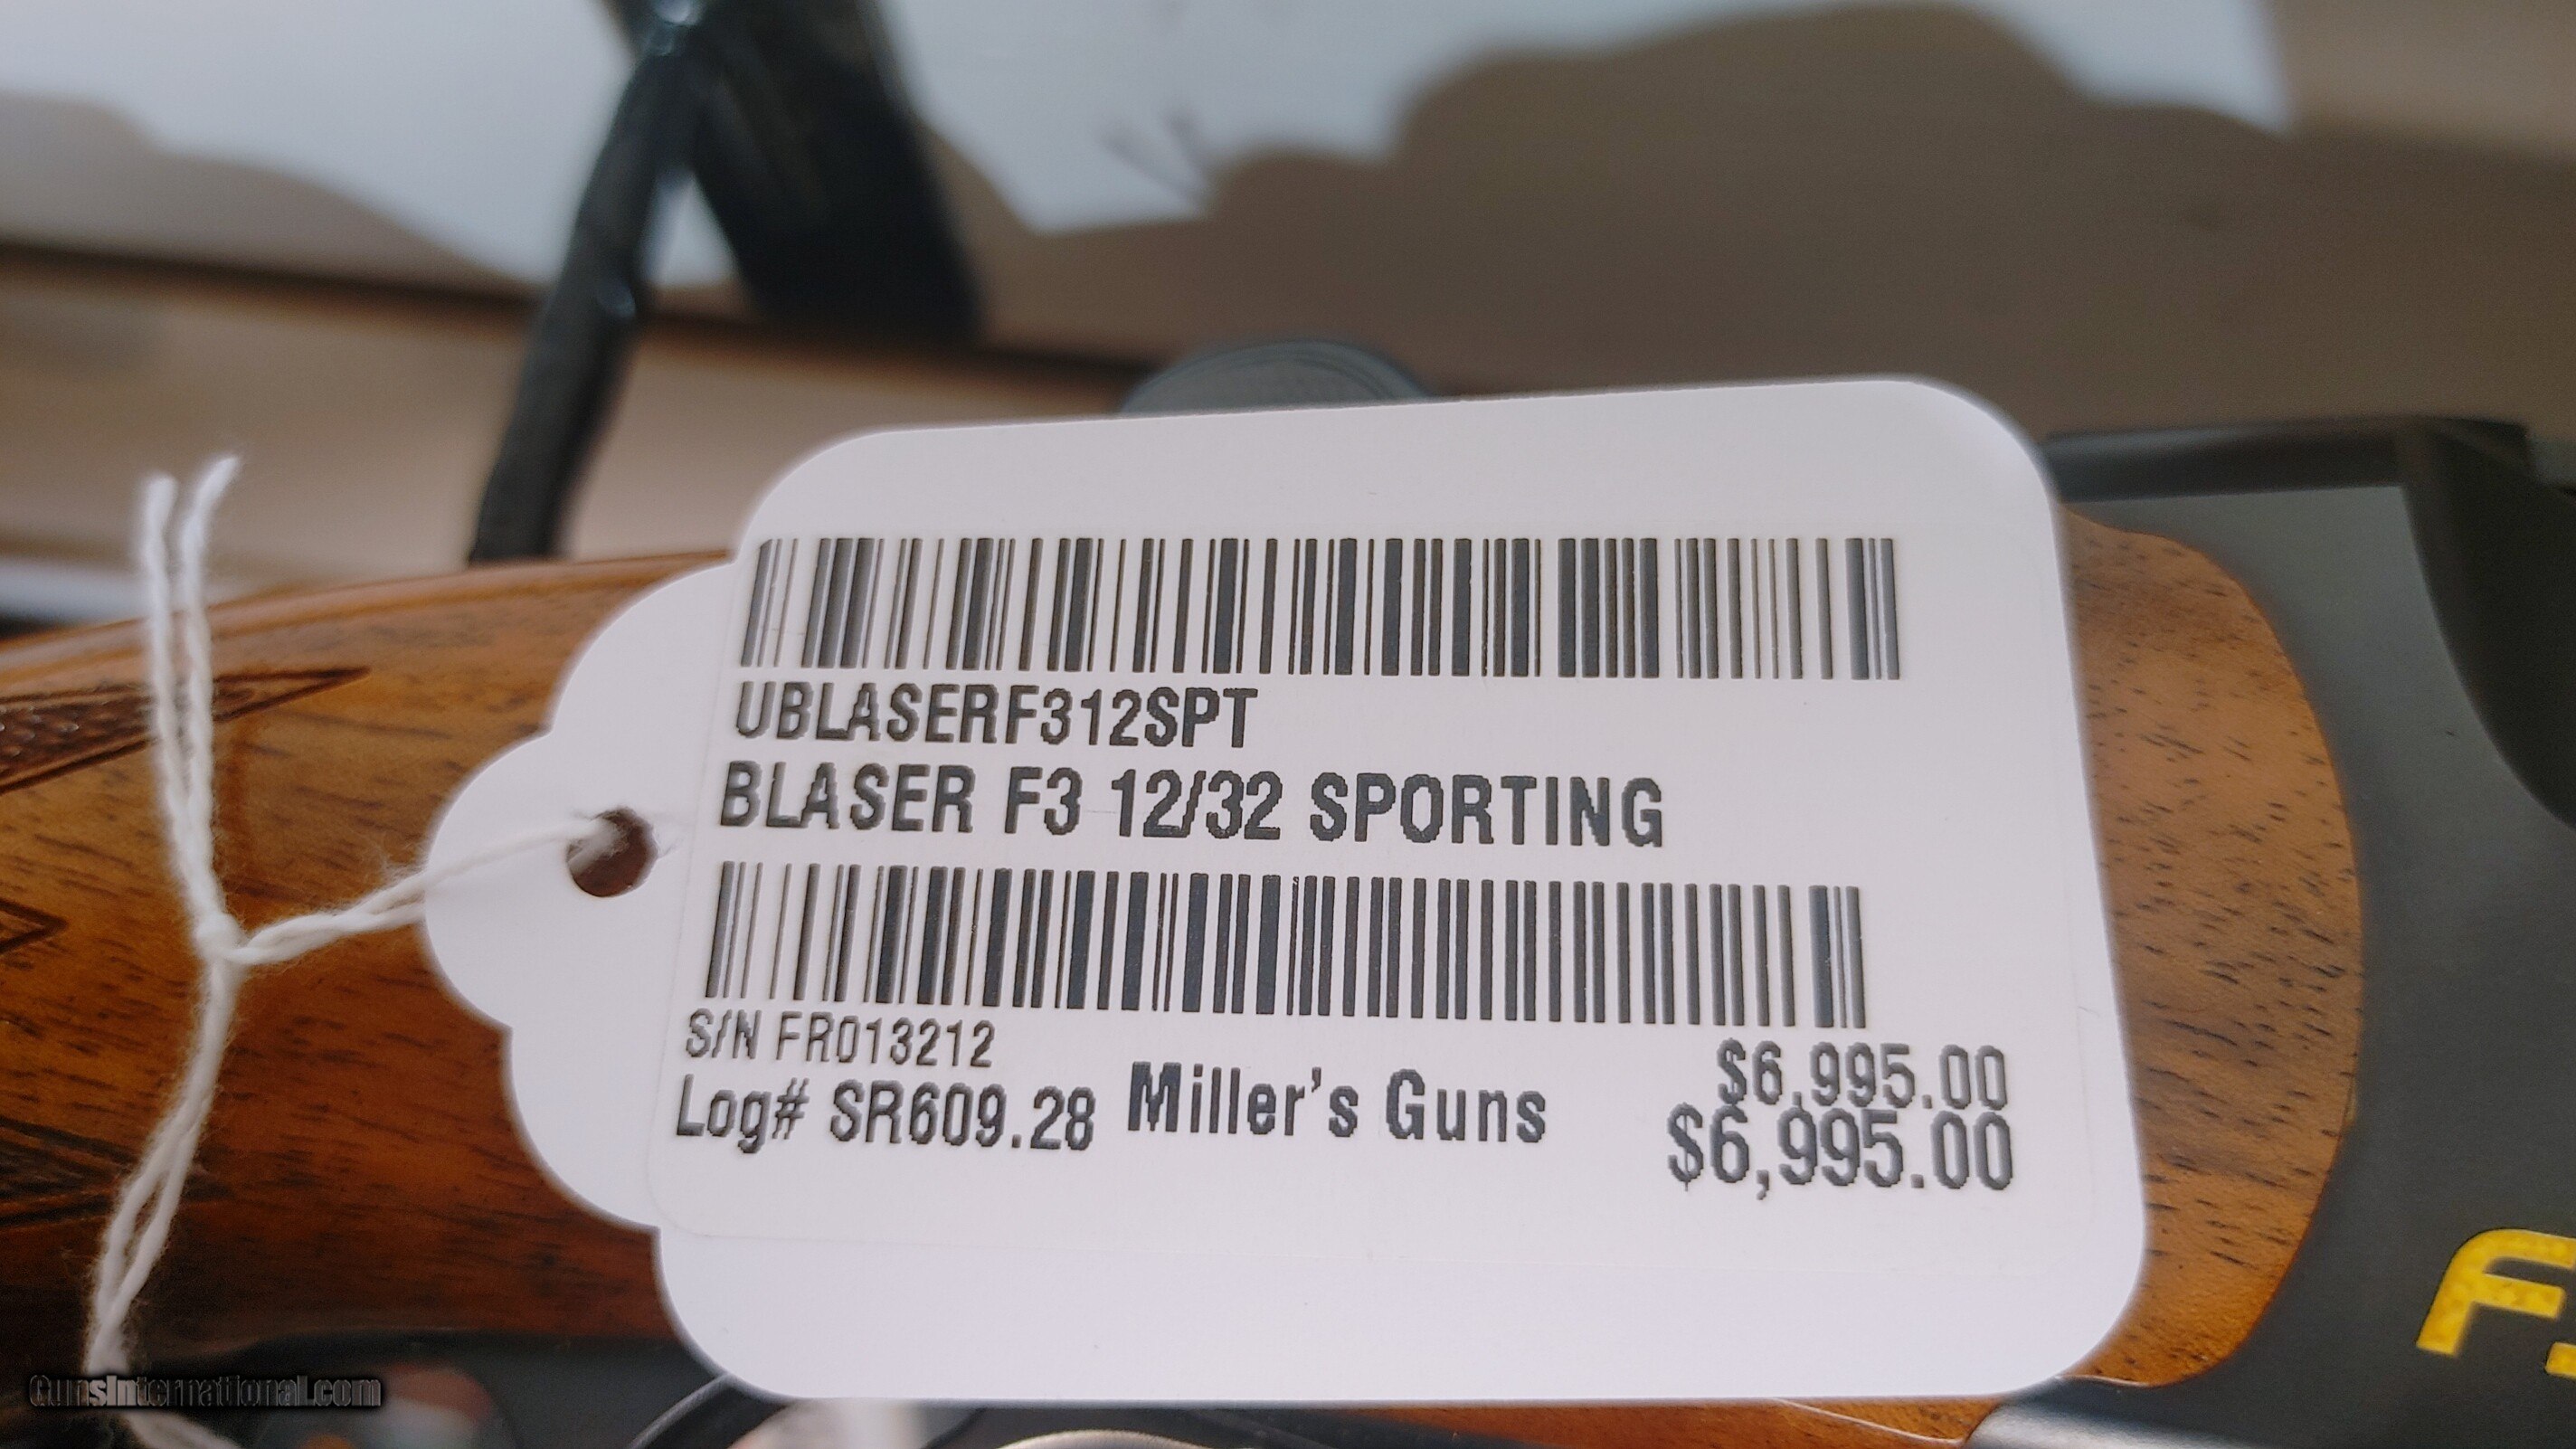 UBLASERF312SPT
BLASER F3 12/32 SPORTING
S/N FR013212
Log# SR609.28 Miller's Guns
$6,995.00
$6,995.00
F
GunsInternational.com